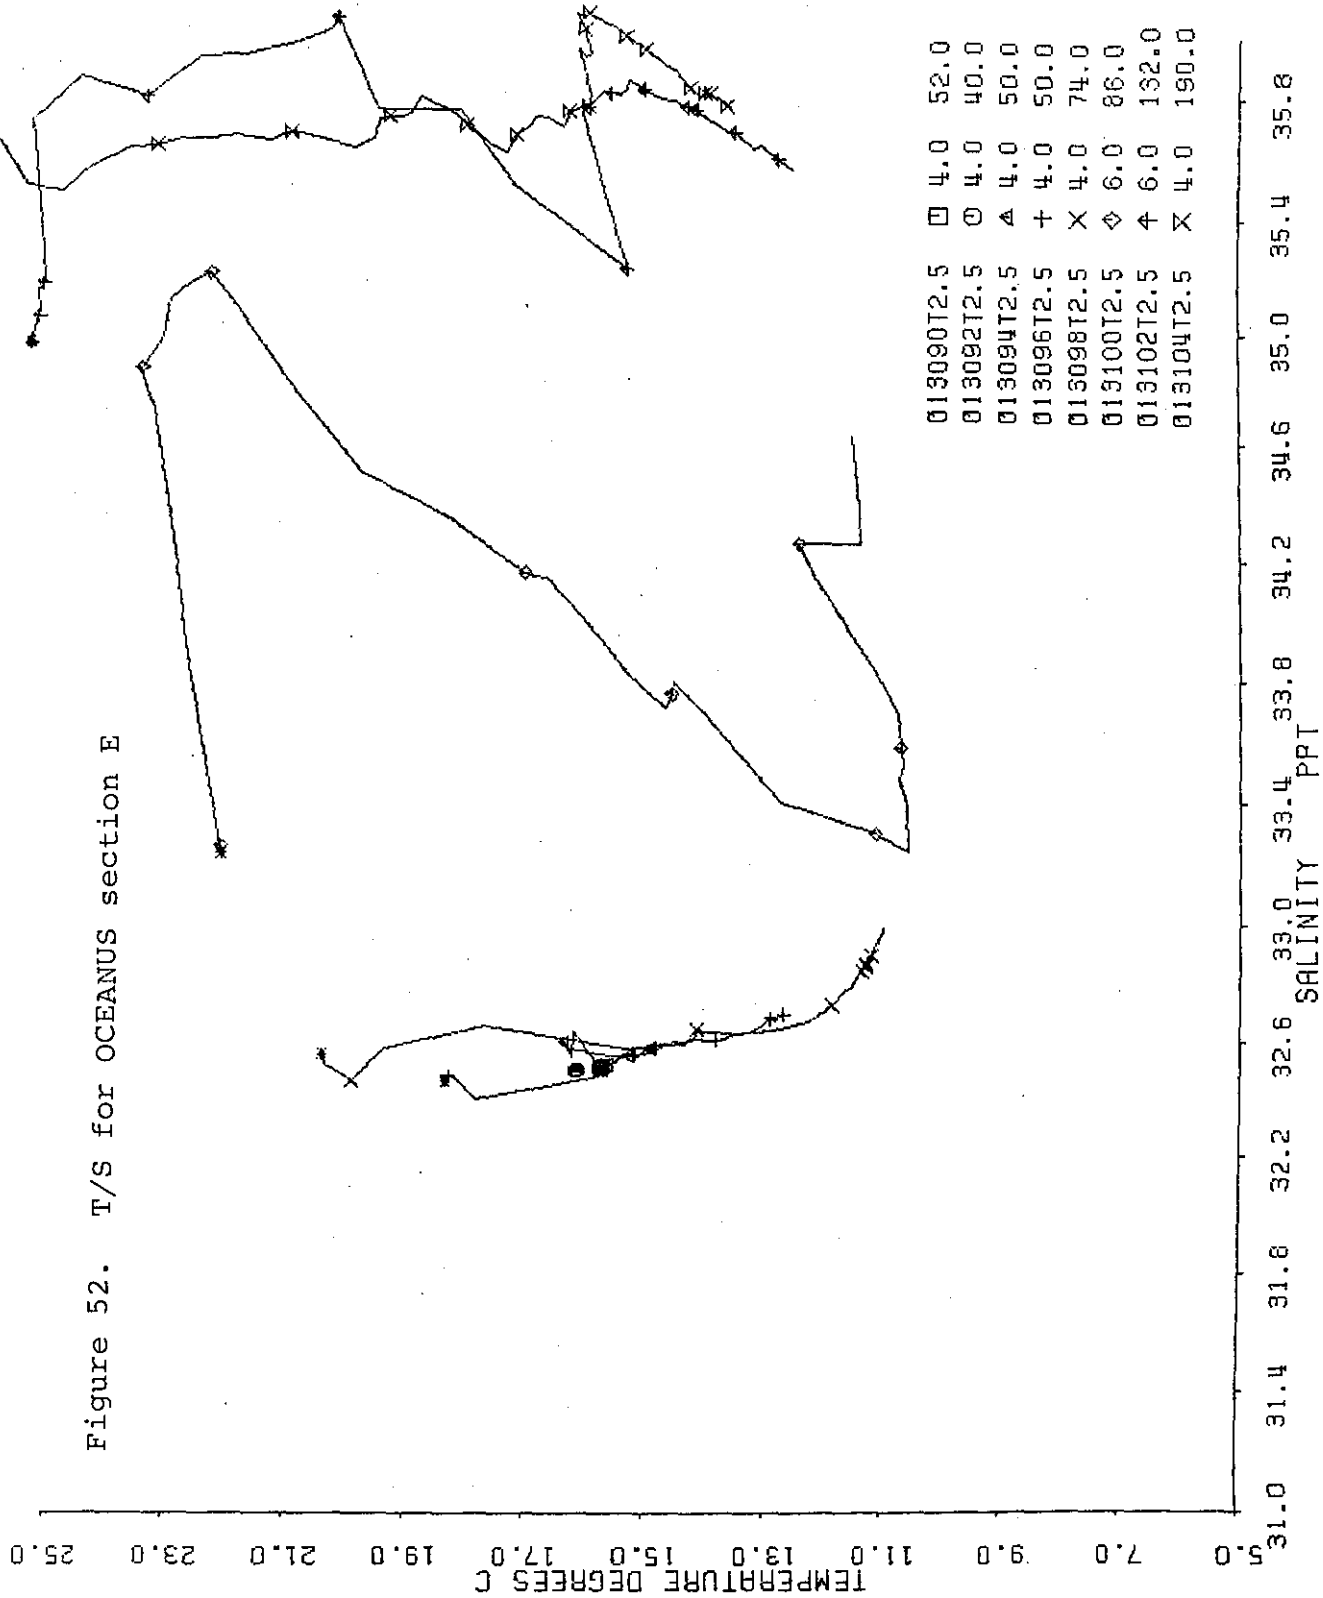 Figure 52. T/S for OCEANUS section E
TEMPERATURE DEGREES C
25.0
23.0
21.0
19.0
17.0
15.0
13.0
11.0
9.0
7.0
5.0
31.0 31.4 31.8 32.2 32.6 33.0 33.4 33.8 34.2 34.6 35.0 35.4 35.8
SALINITY PPT
013090T2.5 4.0 52.0
013092T2.5 4.0 40.0
013094T2.5 4.0 50.0
013096T2.5 4.0 50.0
013098T2.5 4.0 74.0
013100T2.5 6.0 86.0
013102T2.5 6.0 132.0
013104T2.5 4.0 190.0